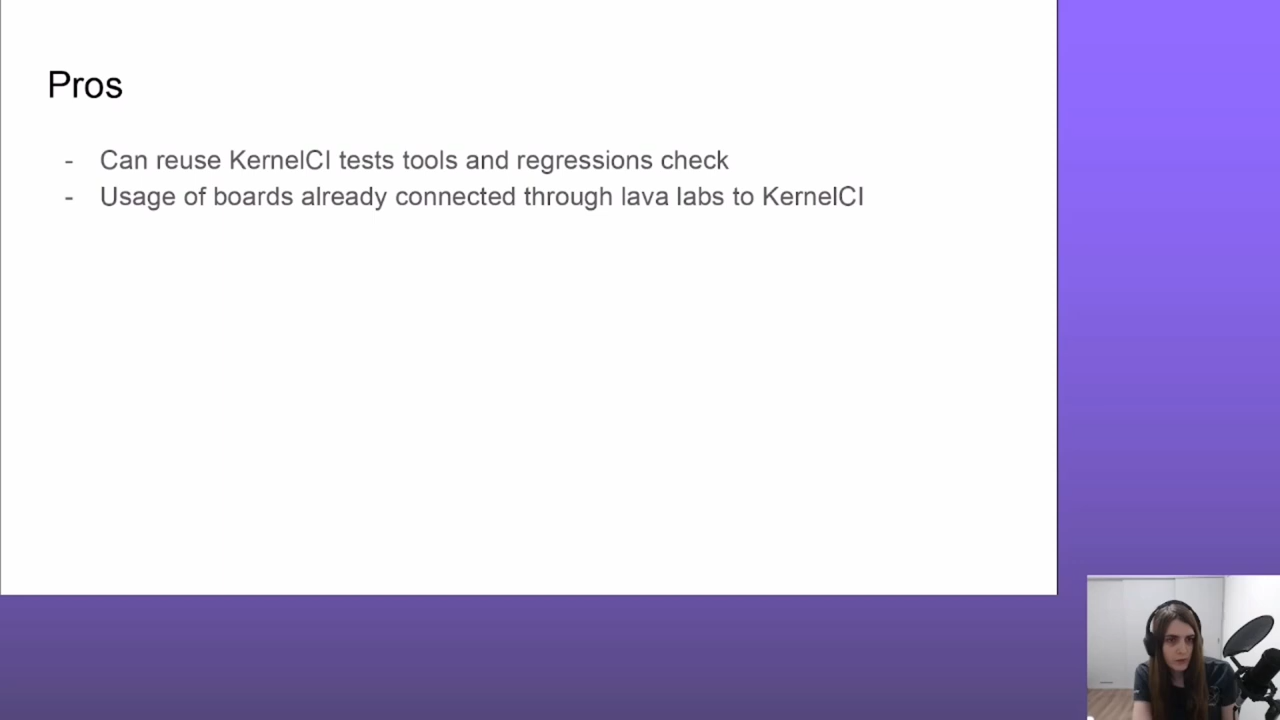 Pros
- Can reuse KernelCI tests tools and regressions check
- Usage of boards already connected through lava labs to KernelCI